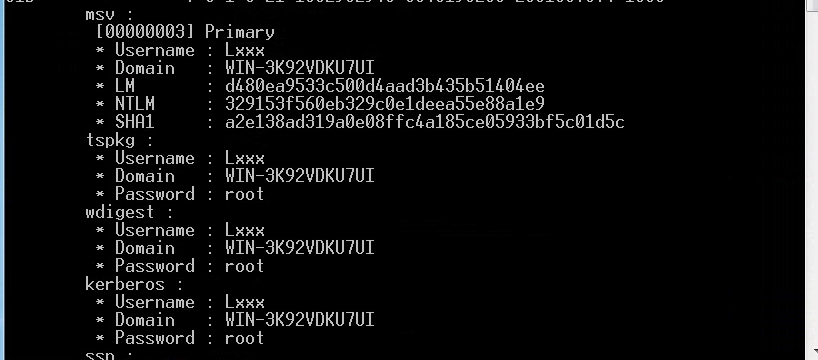 msv :
[00000003] Primary
* Username : Lxxx
* Domain : WIN-3K92VDKU7UI
* LM : d480ea9533c500d4aad3b435b51404ee
* NTLM : 329153f560eb329c0e1deea55e88a1e9
* SHA1 : a2e138ad319a0e08ffc4a185ce05933bf5c01d5c
tspkg :
* Username : Lxxx
* Domain : WIN-3K92VDKU7UI
* Password : root
wdigest :
* Username : Lxxx
* Domain : WIN-3K92VDKU7UI
* Password : root
kerberos :
* Username : Lxxx
* Domain : WIN-3K92VDKU7UI
* Password : root
ssp :